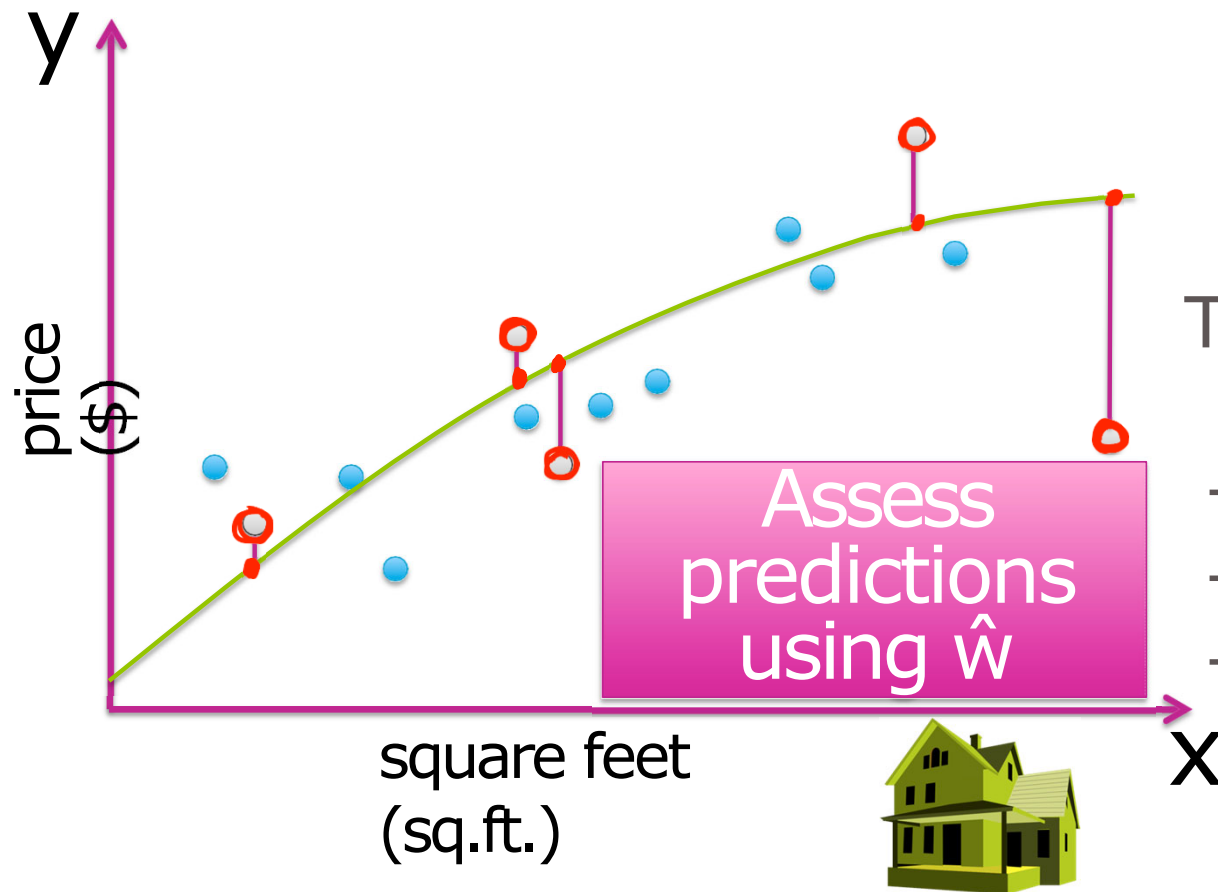 y
price
($)
T
Assess
predictions
using ŵ
-
-
-
x
square feet
(sq.ft.)